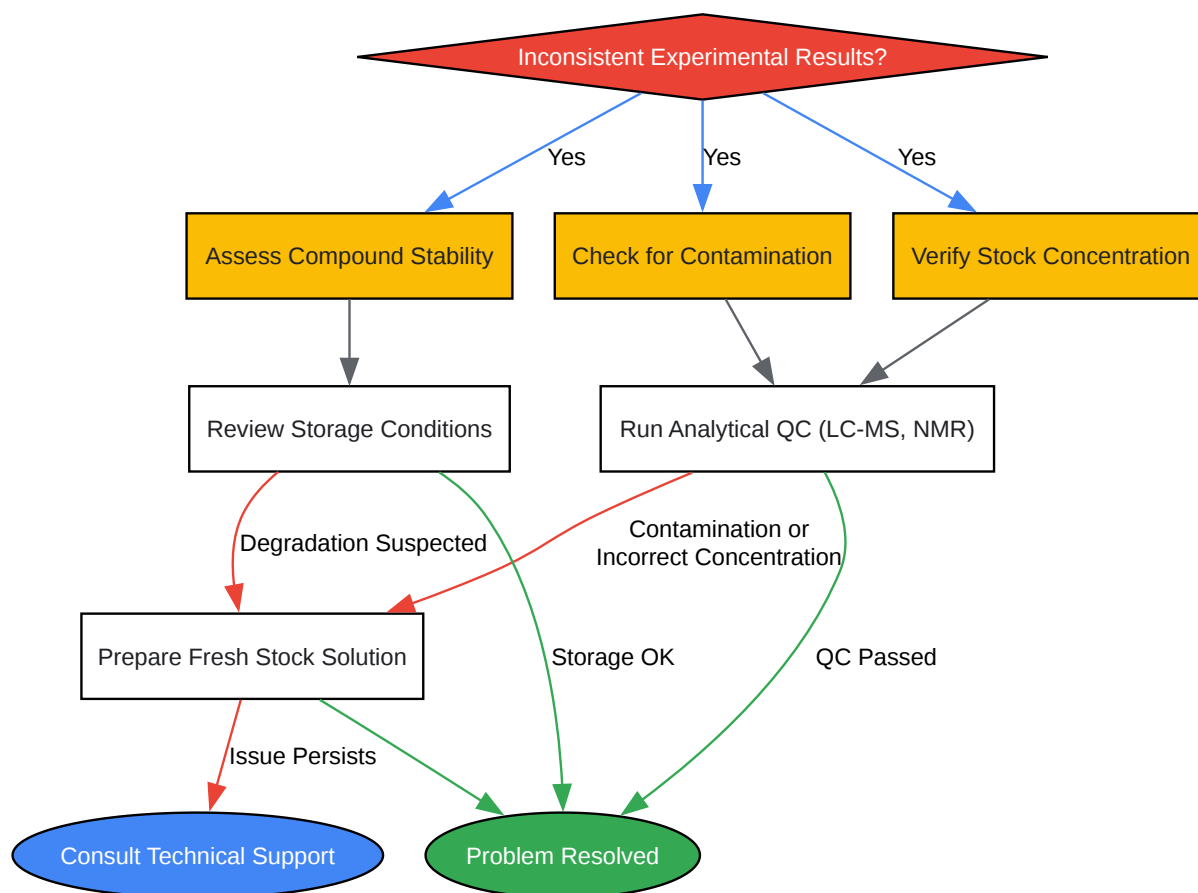 Inconsistent Experimental Results?
Yes
Yes
Yes
Assess Compound Stability
Check for Contamination
Verify Stock Concentration
Review Storage Conditions
Run Analytical QC (LC-MS, NMR)
Degradation Suspected
Contamination or
Incorrect Concentration
Prepare Fresh Stock Solution
Storage OK
QC Passed
Issue Persists
Consult Technical Support
Problem Resolved